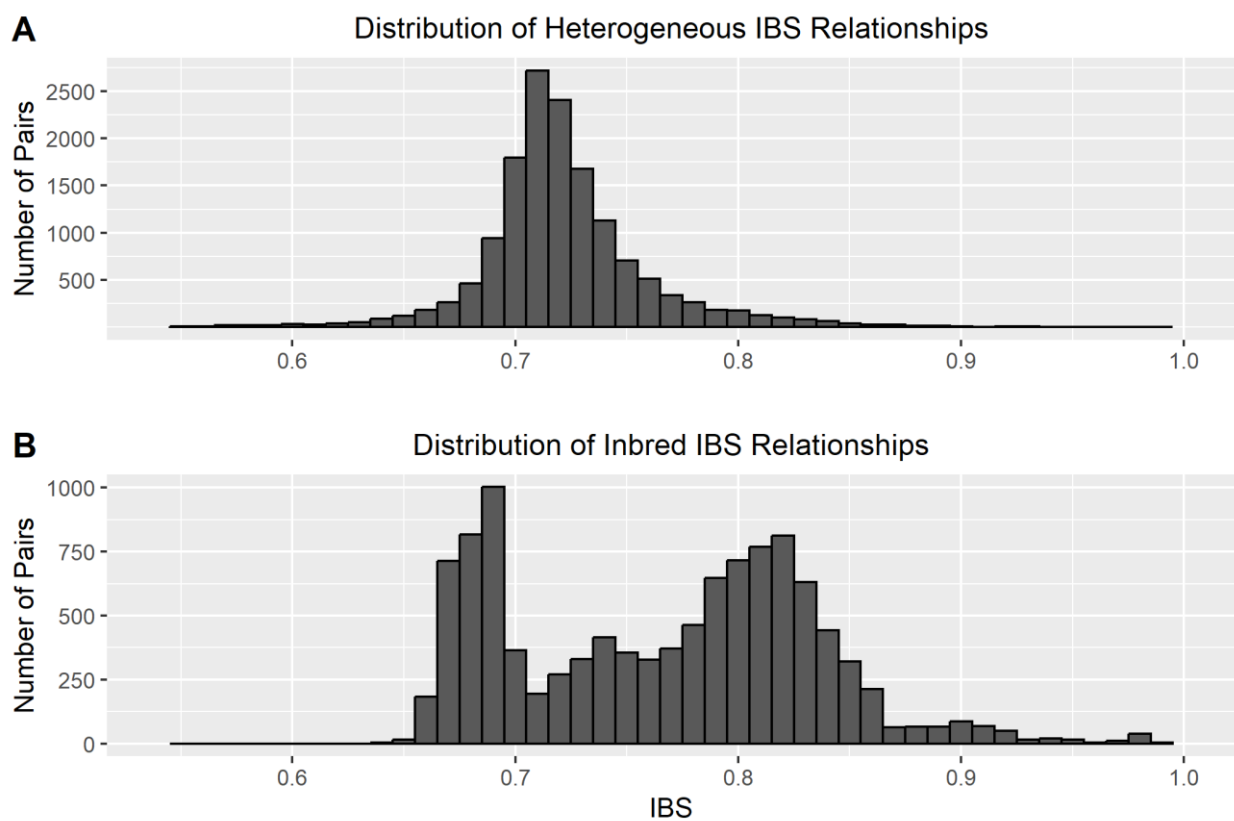 A
Distribution of Heterogeneous IBS Relationships
Number of Pairs
2500
2000
1500
1000
500
0.6 0.7 0.8 0.9 1.0
B
Distribution of Inbred IBS Relationships
Number of Pairs
1000
750
500
250
0
0.6 0.7 0.8 0.9 1.0
IBS